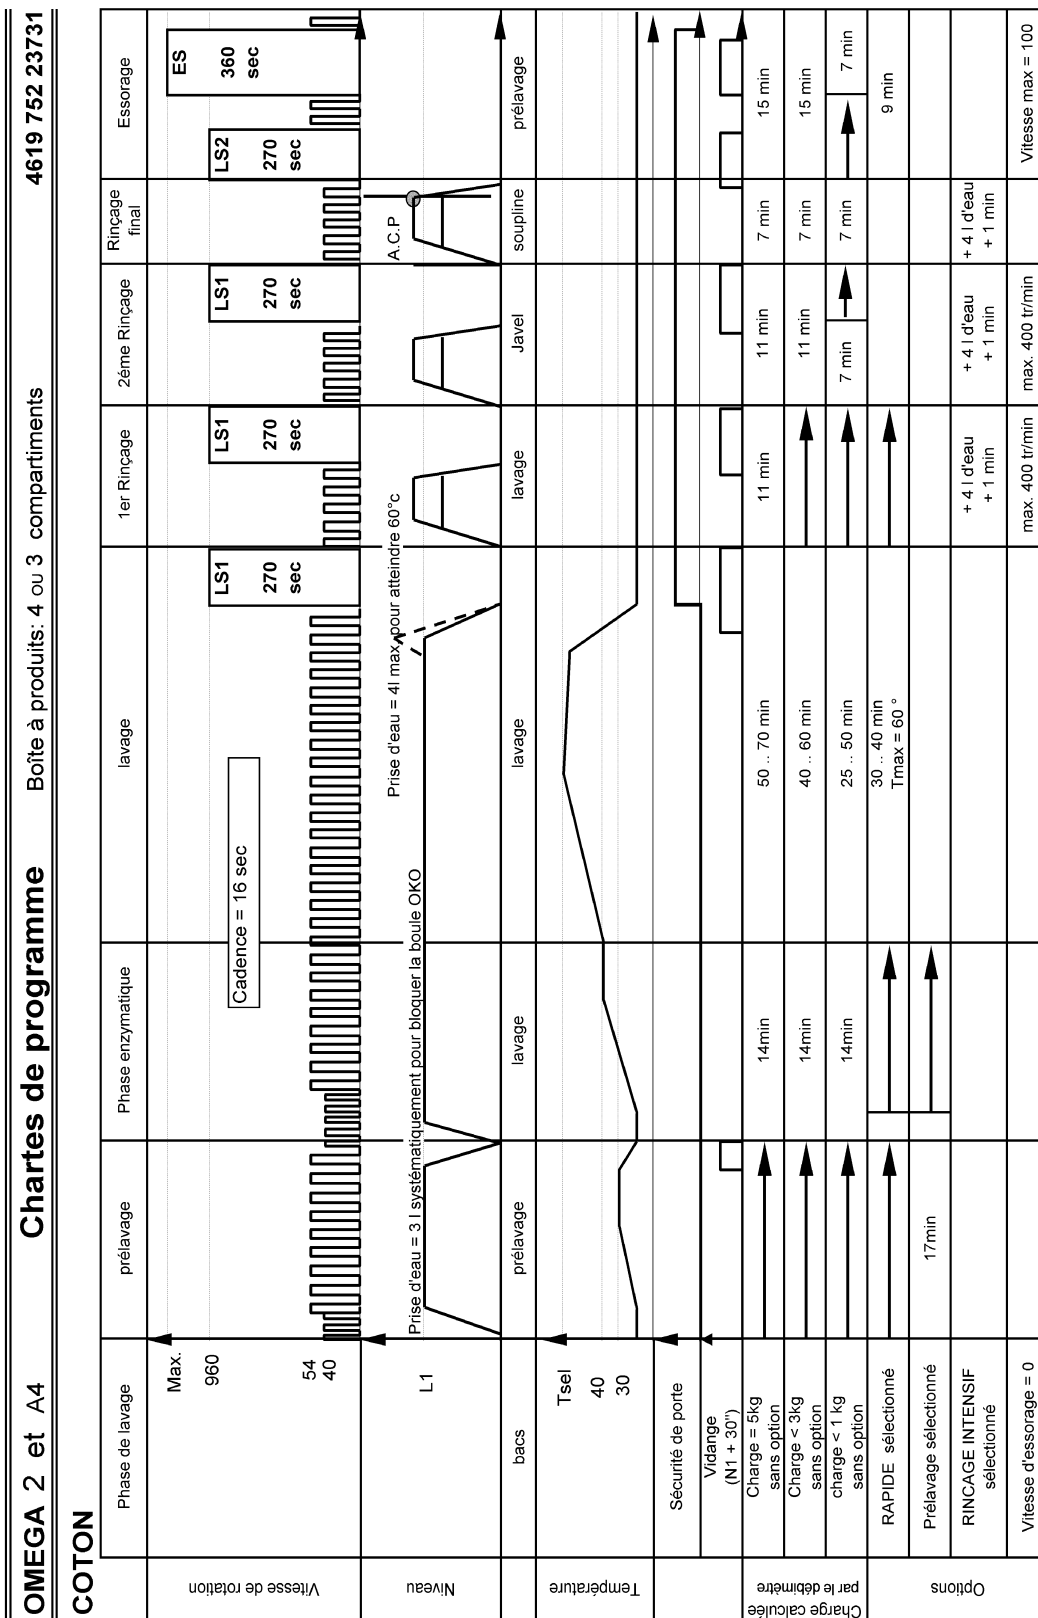 OMEGA 2 et A4 Chartes de programme Boîte à produits: 4 ou 3 compartiments 4619 752 23731
COTON
Phase de lavage
prélavage
Phase enzymatique
lavage
1er Rinçage
2éme Rinçage
Rinçage
final
Essorage
Vitesse de rotation
Max.
960
54
40
Cadence = 16 sec
LS1
270
sec
LS1
270
sec
LS1
270
sec
LS2
270
sec
ES
360
sec
Niveau
L1
Prise d'eau = 3 l systématiquement pour bloquer la boule OKO
Prise d'eau = 4l max pour atteindre 60°c
A.C.P
bacs
prélavage
lavage
lavage
lavage
Javel
soupline
prélavage
Température
Tsel
40
30
Sécurité de porte
Vidange
(N1 + 30")
Charge calculée
par le débimètre
Charge = 5kg
sans option
14min
50 .. 70 min
11 min
11 min
7 min
15 min
Charge < 3kg
sans option
14min
40 .. 60 min
11 min
7 min
15 min
charge < 1 kg
sans option
14min
25 .. 50 min
7 min
7 min
7 min
Options
RAPIDE sélectionné
30 .. 40 min
Tmax = 60 °
9 min
Prélavage sélectionné
17min
RINCAGE INTENSIF
sélectionné
+ 4 l d'eau
+ 1 min
+ 4 l d'eau
+ 1 min
+ 4 l d'eau
+ 1 min
Vitesse d'essorage = 0
max. 400 tr/min
max. 400 tr/min
Vitesse max = 100